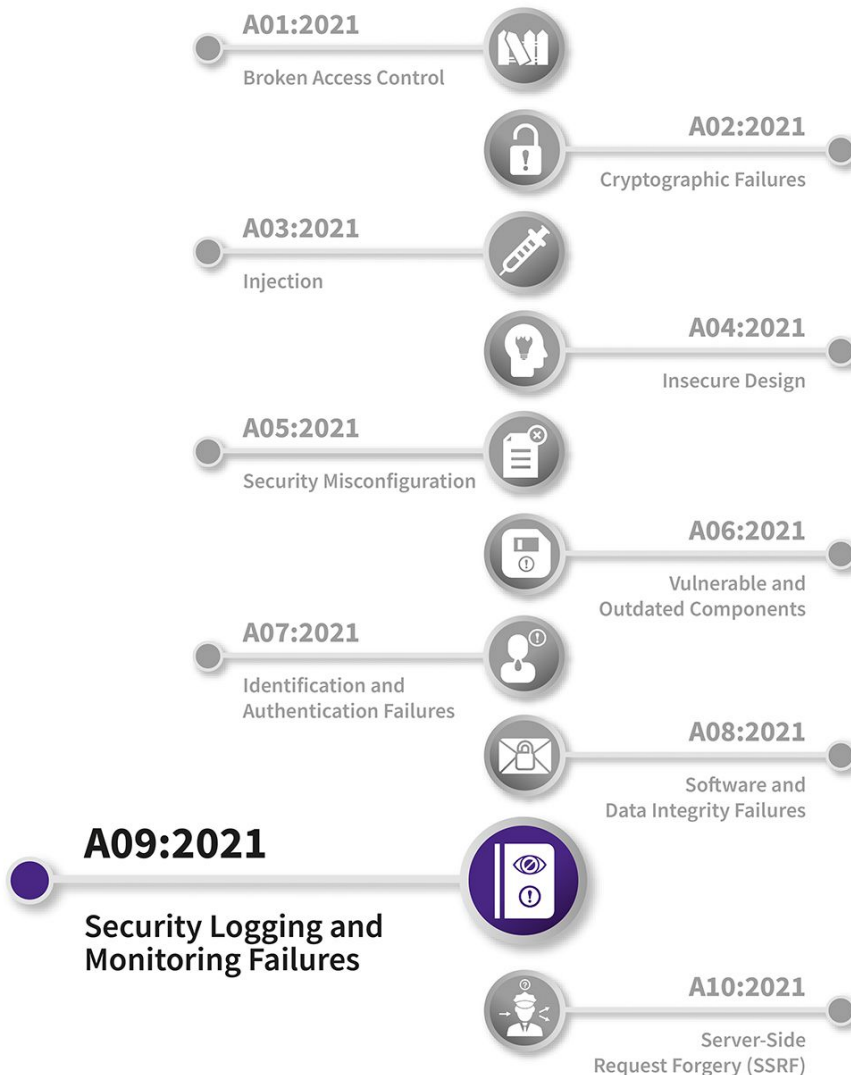 A01:2021
Broken Access Control
A02:2021
Cryptographic Failures
A03:2021
Injection
A04:2021
Insecure Design
A05:2021
Security Misconfiguration
A06:2021
Vulnerable and
Outdated Components
A07:2021
Identification and
Authentication Failures
A08:2021
Software and
Data Integrity Failures
A09:2021
Security Logging and
Monitoring Failures
A10:2021
Server-Side
Request Forgery (SSRF)